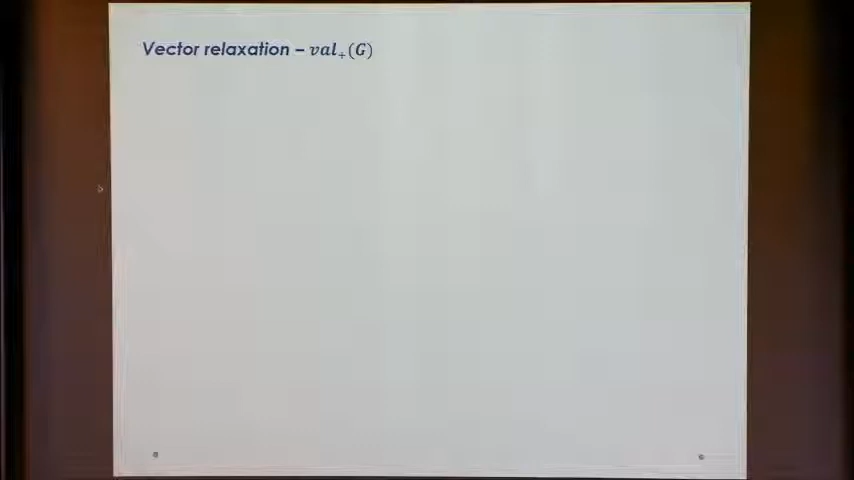 Vector relaxation – val₊(G)